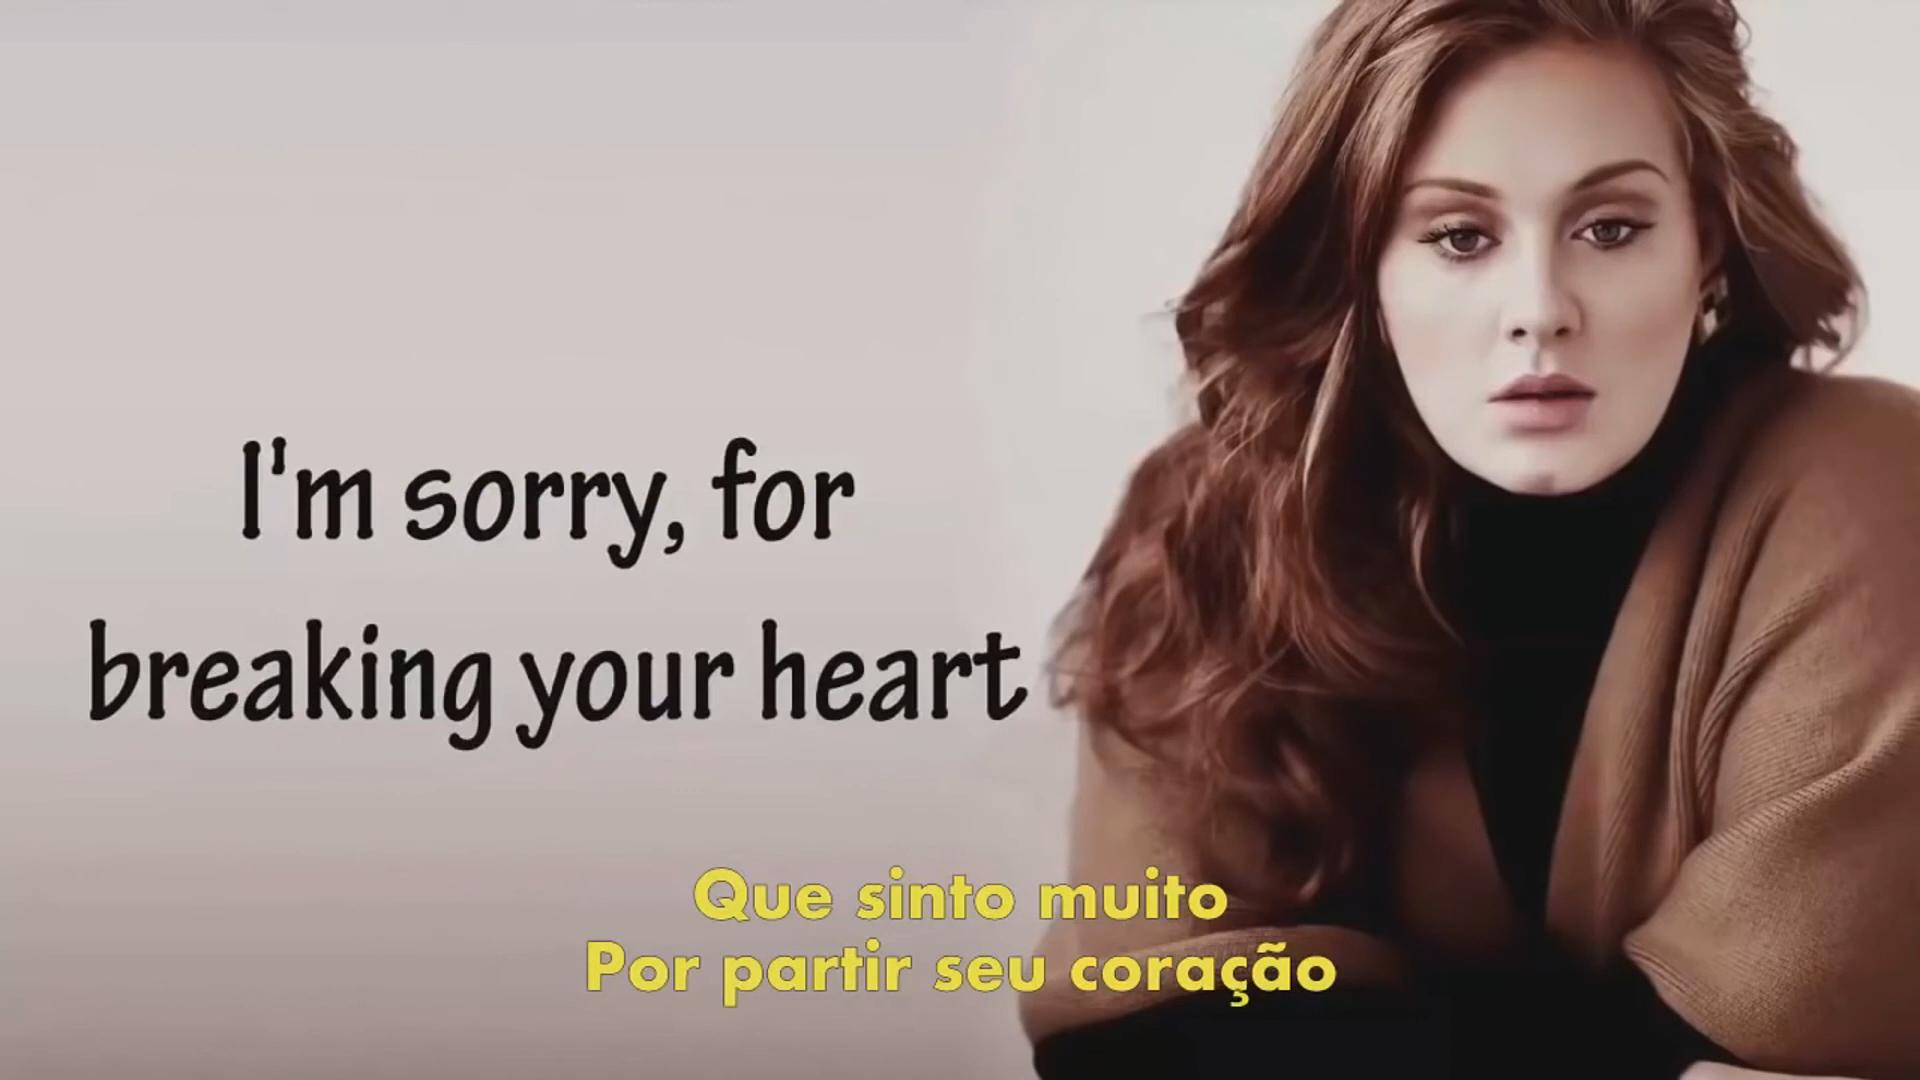 I'm sorry, for
breaking your heart
Que sinto muito
Por partir seu coração